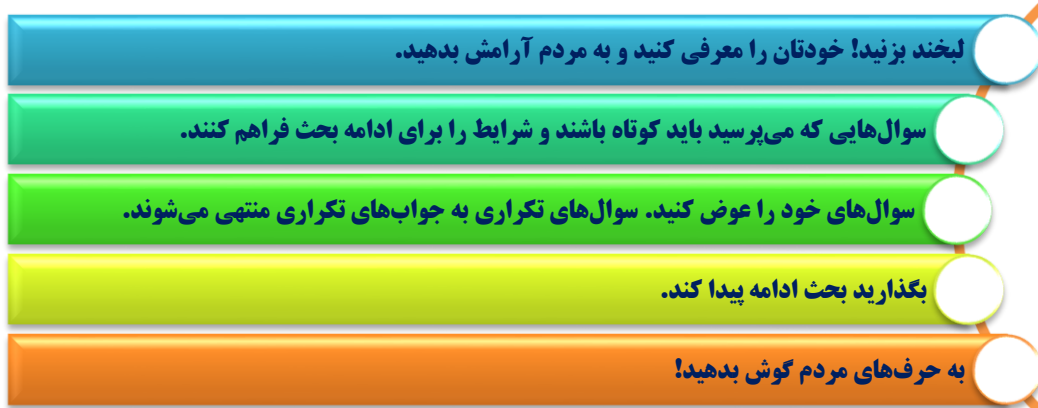 لبخند بزنید! خودتان را معرفی کنید و به مردم آرامش بدهید.
سوال‌هایی که می‌پرسید باید کوتاه باشند و شرایط را برای ادامه بحث فراهم کنند.
سوال‌های خود را عوض کنید. سوال‌های تکراری به جواب‌های تکراری منتهی می‌شوند.
بگذارید بحث ادامه پیدا کند.
به حرف‌های مردم گوش بدهید!